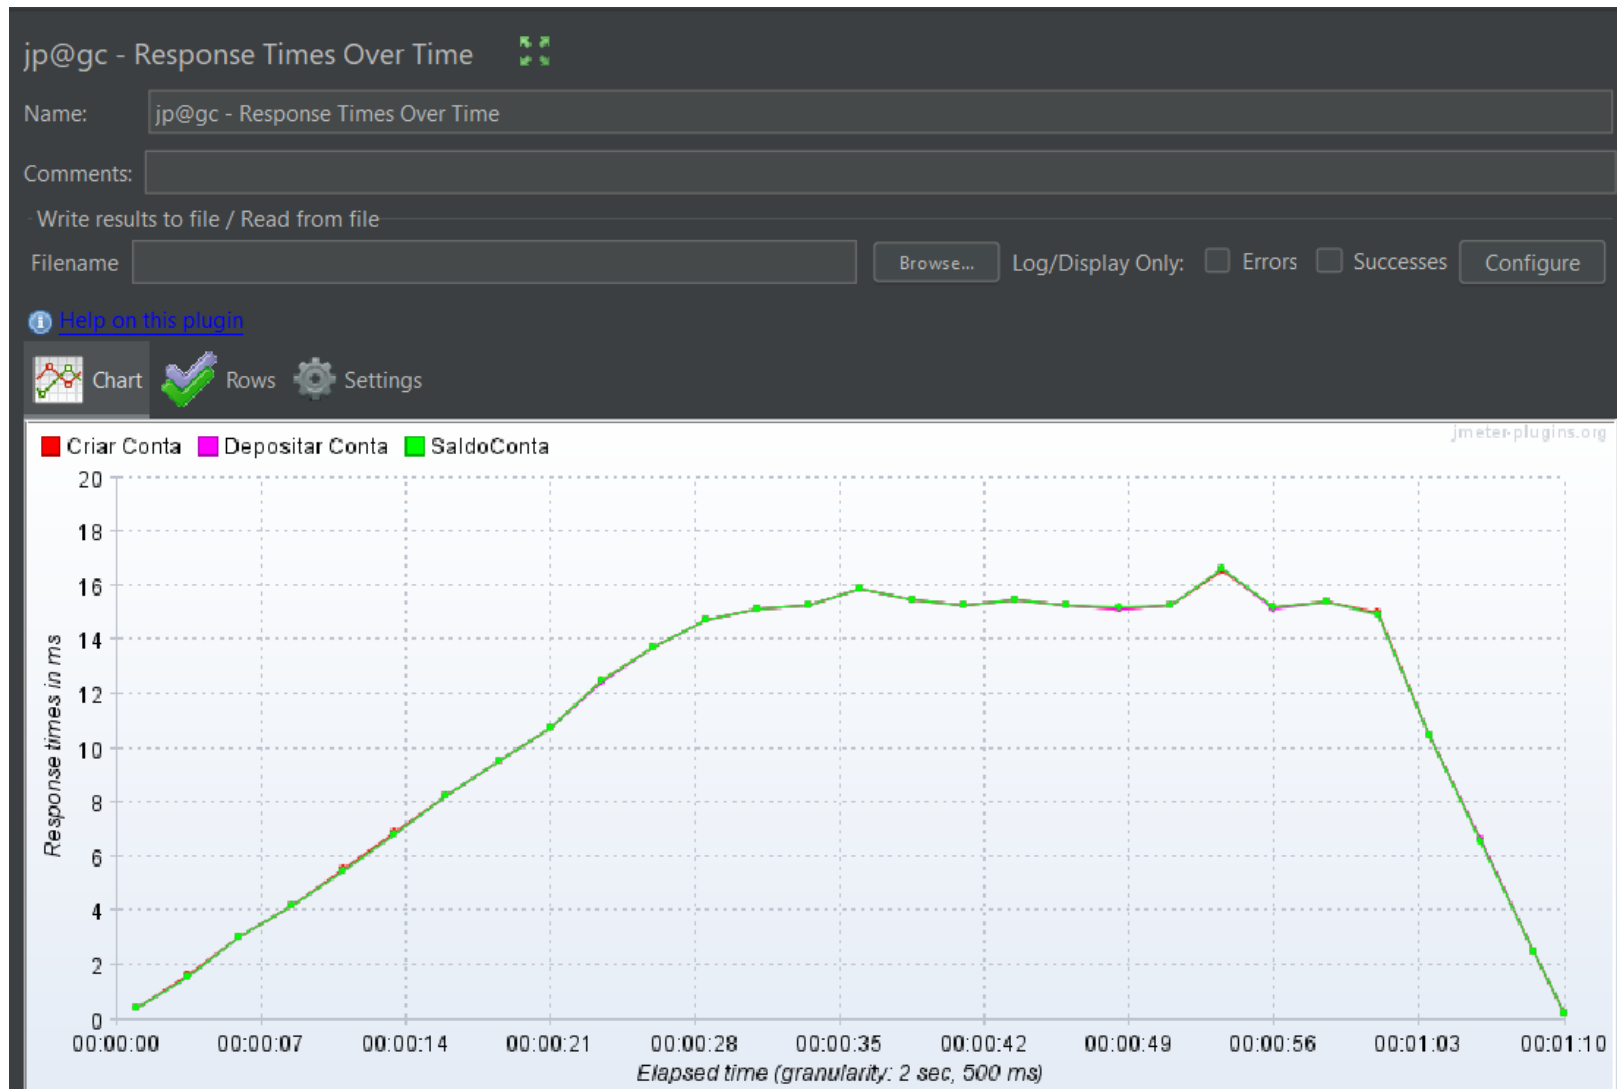 jp@gc - Response Times Over Time
Name: jp@gc - Response Times Over Time
Comments:
Write results to file / Read from file
Filename Browse... Log/Display Only: Errors Successes Configure
Help on this plugin
Chart Rows Settings
jmeter-plugins.org
Criar Conta Depositar Conta SaldoConta
20
18
16
14
12
10
8
6
4
2
0
Response times in ms
00:00:00 00:00:07 00:00:14 00:00:21 00:00:28 00:00:35 00:00:42 00:00:49 00:00:56 00:01:03 00:01:10
Elapsed time (granularity: 2 sec, 500 ms)